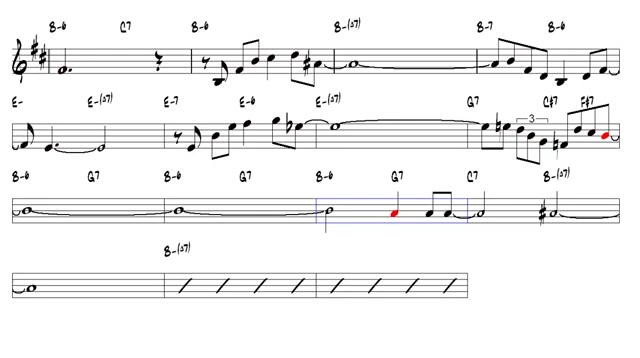 B-6 C7 B-6 B-(△7) B-7 B-6
E- E-(△7) E-7 E-6 E-(△7) G7 C#7 F#7
3
B-6 G7 B-6 G7 B-6 G7 C7 B-(△7)
B-(△7)